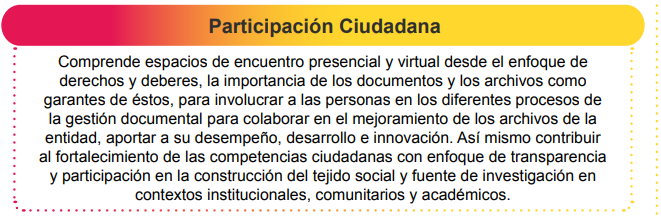 Participación Ciudadana
Comprende espacios de encuentro presencial y virtual desde el enfoque de
derechos y deberes, la importancia de los documentos y los archivos como
garantes de éstos, para involucrar a las personas en los diferentes procesos de
la gestión documental para colaborar en el mejoramiento de los archivos de la
entidad, aportar a su desempeño, desarrollo e innovación. Así mismo contribuir
al fortalecimiento de las competencias ciudadanas con enfoque de transparencia
y participación en la construcción del tejido social y fuente de investigación en
contextos institucionales, comunitarios y académicos.